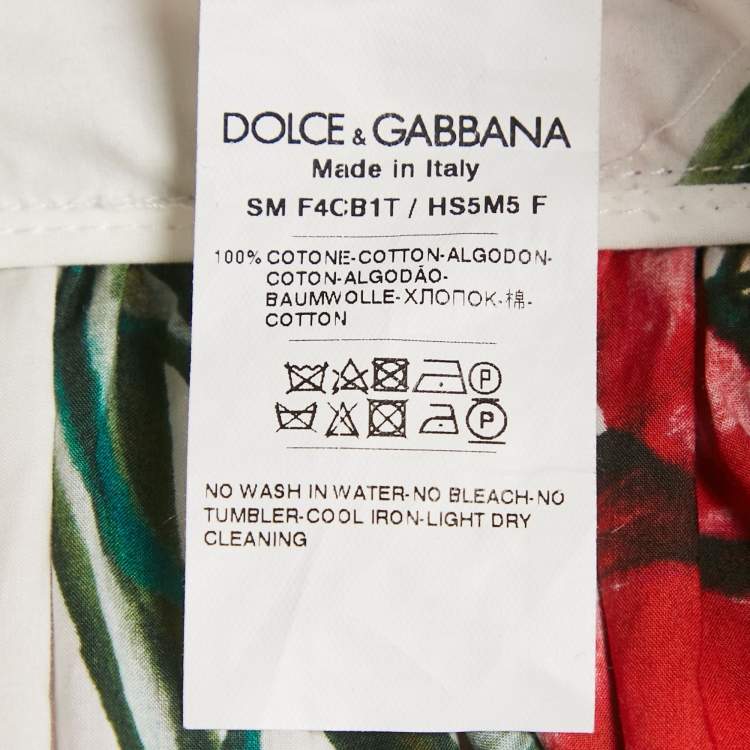 DOLCE & GABBANA
Made in Italy
SM F4CB1T / HS5M5 F
100% COTONE-COTTON-ALGODON-
COTON-ALGODÃO-
BAUMWOLLE-ХЛОПОК-棉-
COTTON
P
P
NO WASH IN WATER-NO BLEACH-NO
TUMBLER-COOL IRON-LIGHT DRY
CLEANING